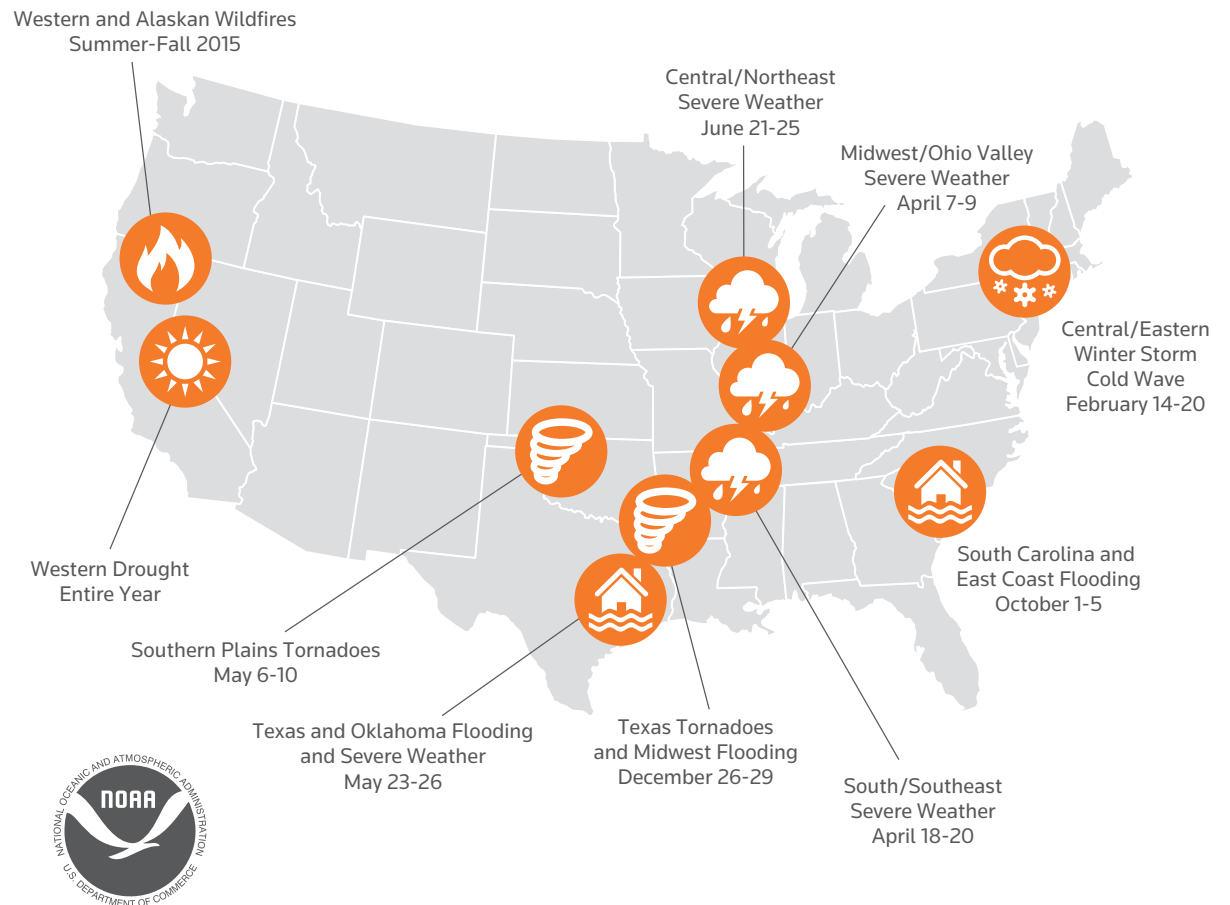 Western and Alaskan Wildfires
Summer-Fall 2015
Central/Northeast
Severe Weather
June 21-25
Midwest/Ohio Valley
Severe Weather
April 7-9
Central/Eastern
Winter Storm
Cold Wave
February 14-20
Western Drought
Entire Year
South Carolina and
East Coast Flooding
October 1-5
Southern Plains Tornadoes
May 6-10
Texas and Oklahoma Flooding
and Severe Weather
May 23-26
Texas Tornadoes
and Midwest Flooding
December 26-29
South/Southeast
Severe Weather
April 18-20
NATIONAL OCEANIC AND ATMOSPHERIC ADMINISTRATION
NOAA
U.S. DEPARTMENT OF COMMERCE